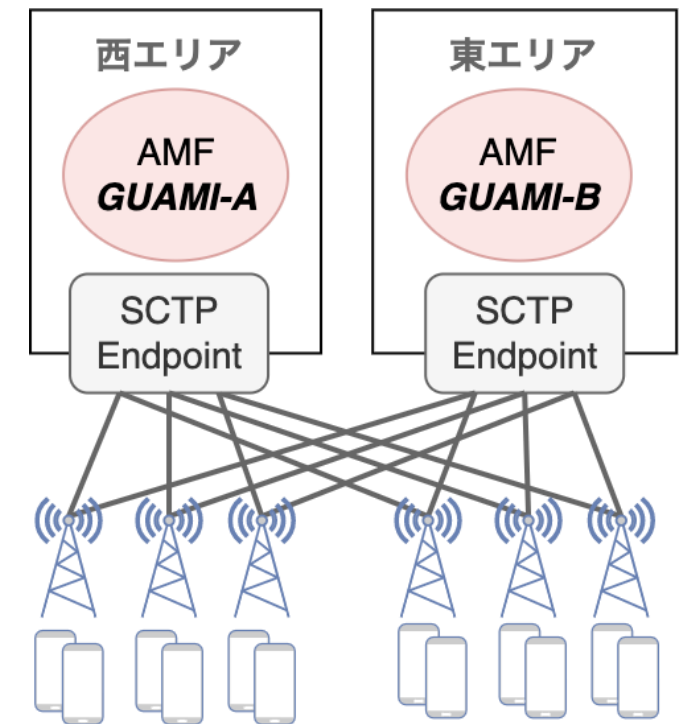 西エリア
AMF
GUAMI-A
SCTP
Endpoint
東エリア
AMF
GUAMI-B
SCTP
Endpoint